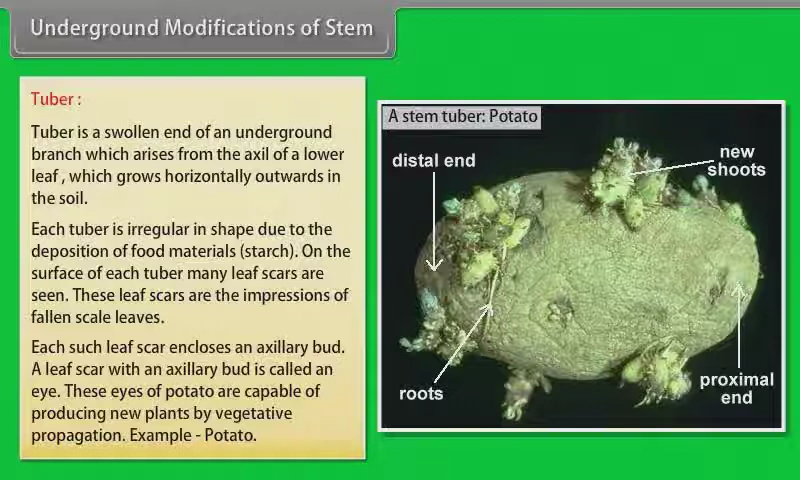 Underground Modifications of Stem
Tuber :
Tuber is a swollen end of an underground
branch which arises from the axil of a lower
leaf , which grows horizontally outwards in
the soil.
Each tuber is irregular in shape due to the
deposition of food materials (starch). On the
surface of each tuber many leaf scars are
seen. These leaf scars are the impressions of
fallen scale leaves.
Each such leaf scar encloses an axillary bud.
A leaf scar with an axillary bud is called an
eye. These eyes of potato are capable of
producing new plants by vegetative
propagation. Example - Potato.
A stem tuber: Potato
distal end
new
shoots
roots
proximal
end